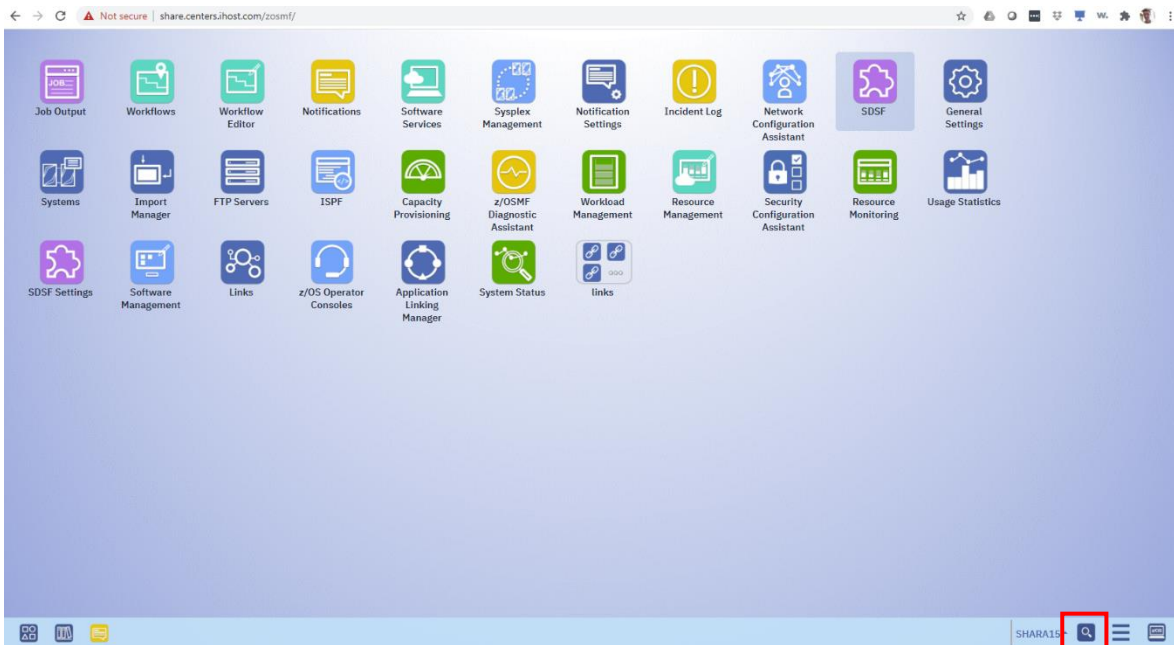 Not secure share.centers.ihost.com/zosmf/
W.
JOB
Job Output
Workflows
Workflow
Editor
Notifications
Software
Services
Sysplex
Management
Notification
Settings
Incident Log
Network
Configuration
Assistant
SDSF
General
Settings
Systems
Import
Manager
FTP Servers
ISPF
Capacity
Provisioning
z/OSMF
Diagnostic
Assistant
Workload
Management
Resource
Management
Security
Configuration
Assistant
Resource
Monitoring
Usage Statistics
SDSF Settings
Software
Management
Links
z/OS Operator
Consoles
Application
Linking
Manager
System Status
links